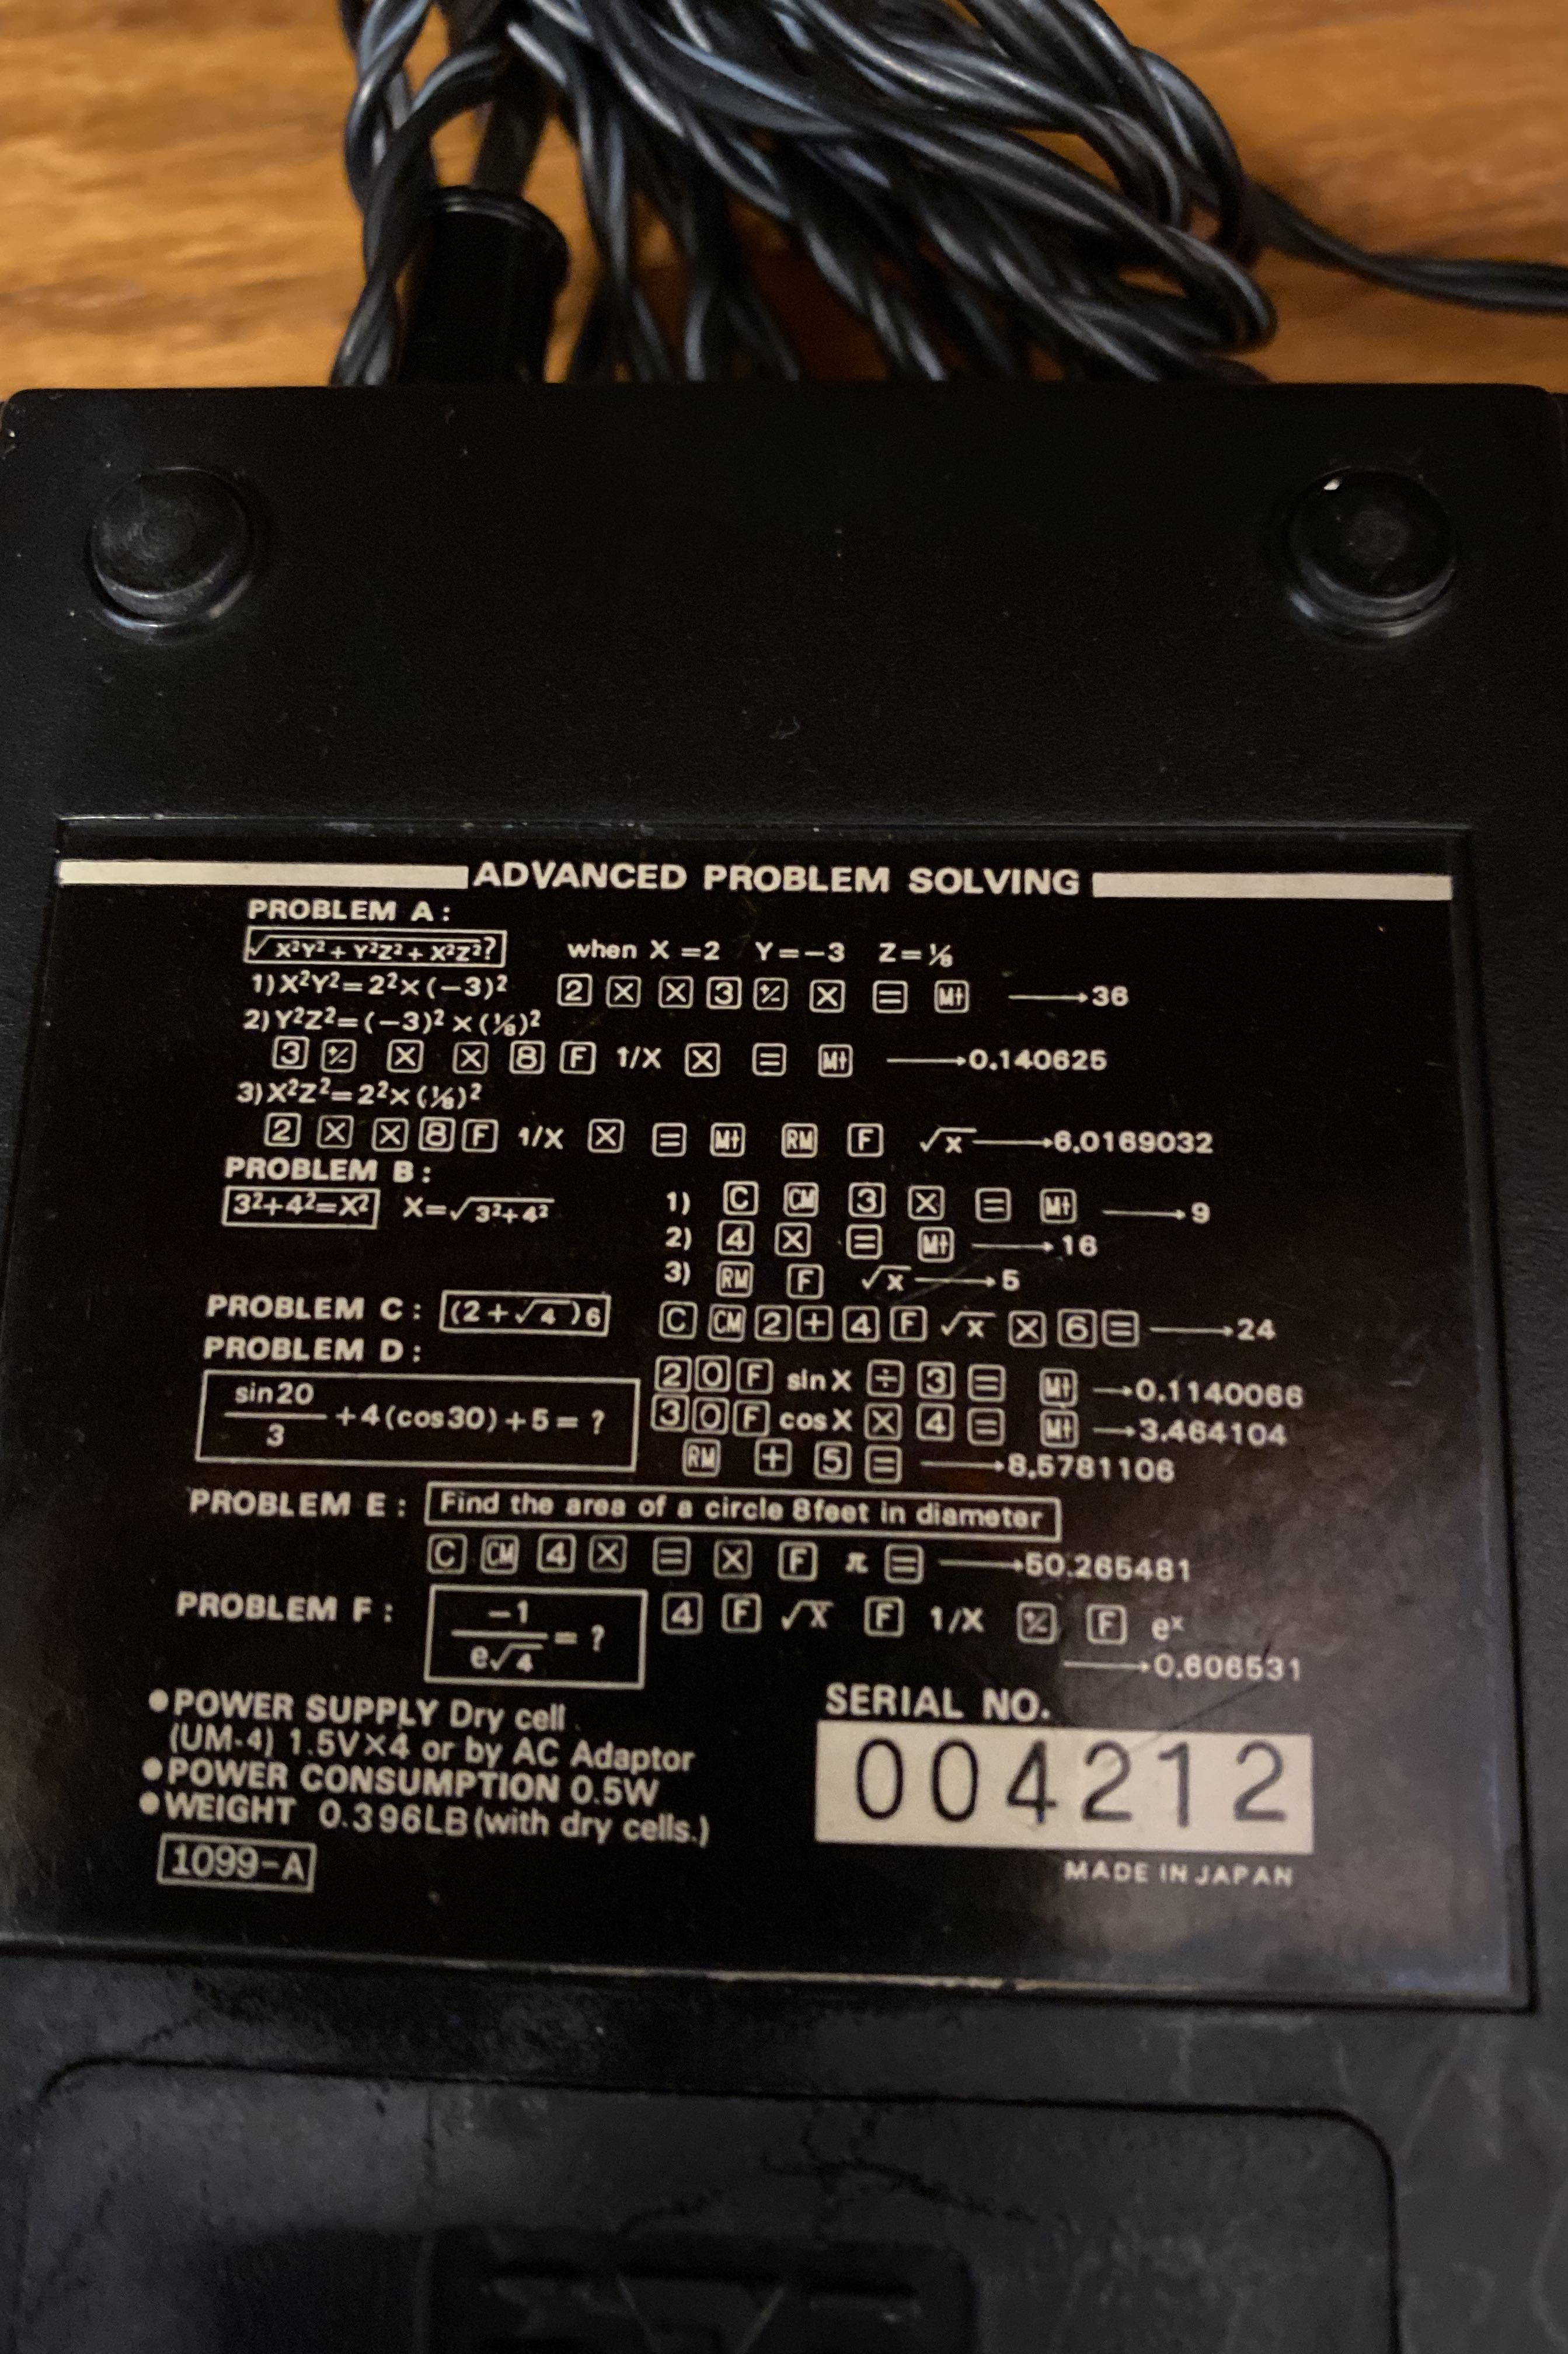 ADVANCED PROBLEM SOLVING
PROBLEM A:
√X²Y²+Y²Z²+X²Z²? when X=2 Y=−3 Z=⅛
1) X²Y²=2²×(−3)² 2 × × 3 +/− × = M+ →36
2) Y²Z²=(−3)²×(⅛)²
3 +/− × × 8 F 1/X × = M+ →0.140625
3) X²Z²=2²×(⅛)²
2 × × 8 F 1/X × = M+ RM F √x →6.0169032
PROBLEM B:
3²+4²=X² X=√3²+4² 1) C CM 3 × = M+ →9
2) 4 × = M+ →16
3) RM F √x →5
PROBLEM C: (2+√4)6 C CM 2 + 4 F √x × 6 = →24
PROBLEM D:
sin20/3 +4(cos30)+5=? 2 0 F sinX ÷ 3 = M+ →0.1140066
3 0 F cosX × 4 = M+ →3.464104
RM + 5 = →8.5781106
PROBLEM E: Find the area of a circle 8feet in diameter
C CM 4 × = × F π = →50.265481
PROBLEM F: −1/e√4 =? 4 F √x F 1/X +/− F eˣ
→0.606531
●POWER SUPPLY Dry cell
(UM-4) 1.5V×4 or by AC Adaptor
●POWER CONSUMPTION 0.5W
●WEIGHT 0.396LB (with dry cells.)
1099-A
SERIAL NO.
004212
MADE IN JAPAN